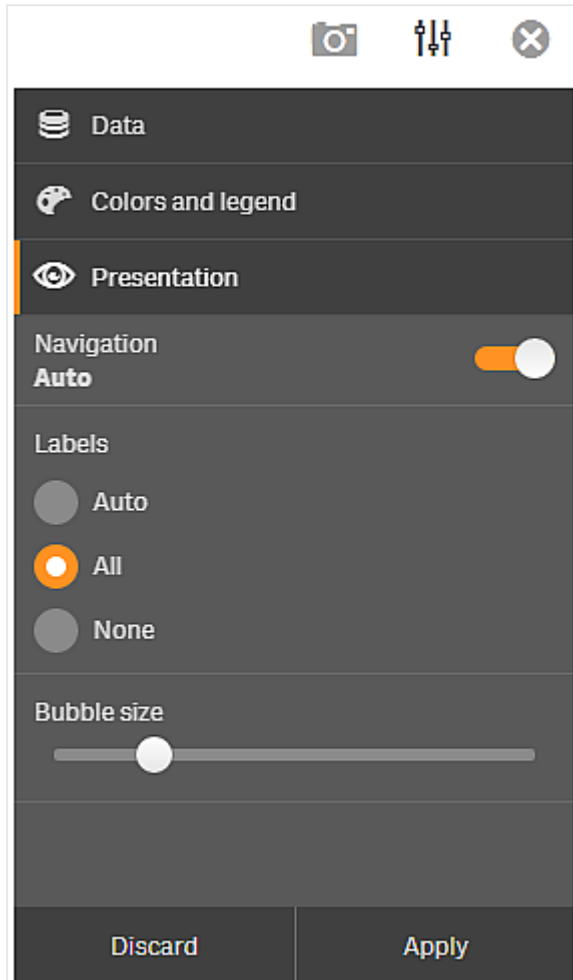 Data
Colors and legend
Presentation
Navigation
Auto
Labels
Auto
All
None
Bubble size
Discard
Apply